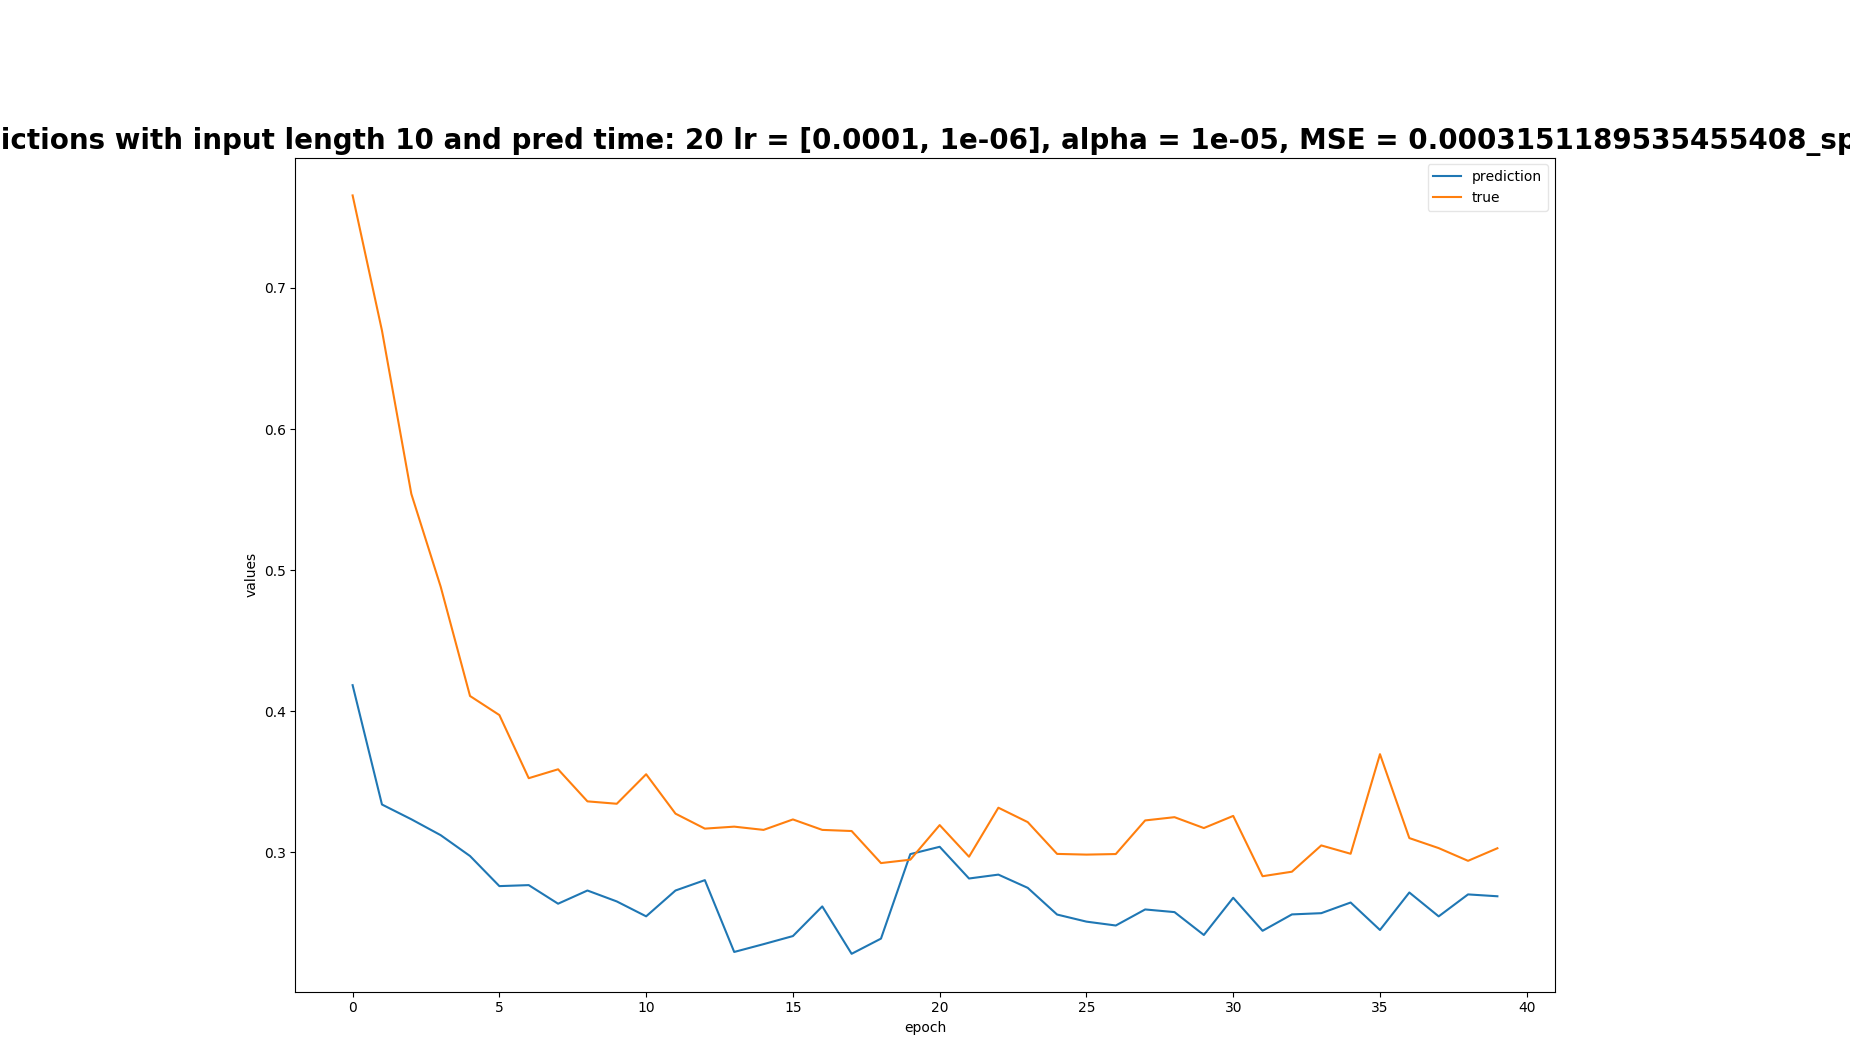 ictions with input length 10 and pred time: 20 lr = [0.0001, 1e-06], alpha = 1e-05, MSE = 0.0003151189535455408_sp
prediction
true
0.7
0.6
0.5
0.4
0.3
values
0 5 10 15 20 25 30 35 40
epoch